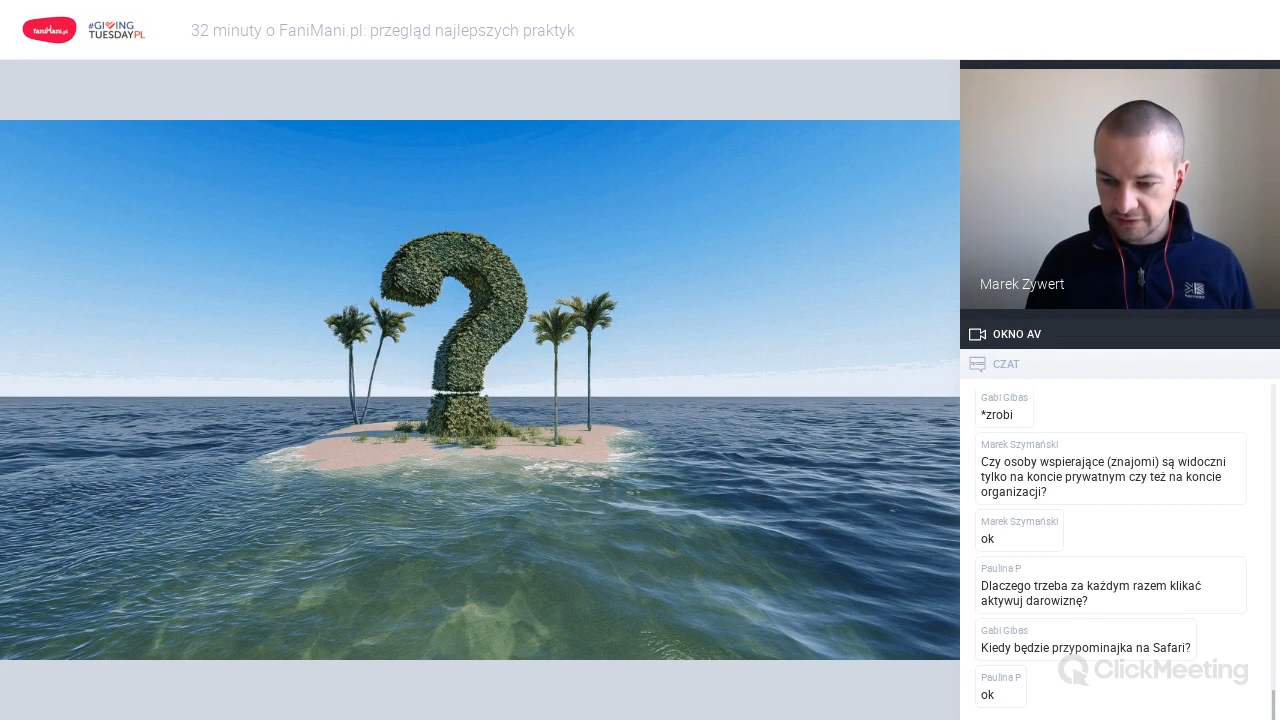 faniMani.pl
#GIVING
TUESDAYPL
32 minuty o FaniMani.pl: przegląd najlepszych praktyk
Marek Zywert
OKNO AV
CZAT
Gabi Gibas
*zrobi
Marek Szymański
Czy osoby wspierające (znajomi) są widoczni
tylko na koncie prywatnym czy też na koncie
organizacji?
Marek Szymański
ok
Paulina P
Dlaczego trzeba za każdym razem klikać
aktywuj darowiznę?
Gabi Gibas
Kiedy będzie przypominajka na Safari?
Paulina P
ok
ClickMeeting